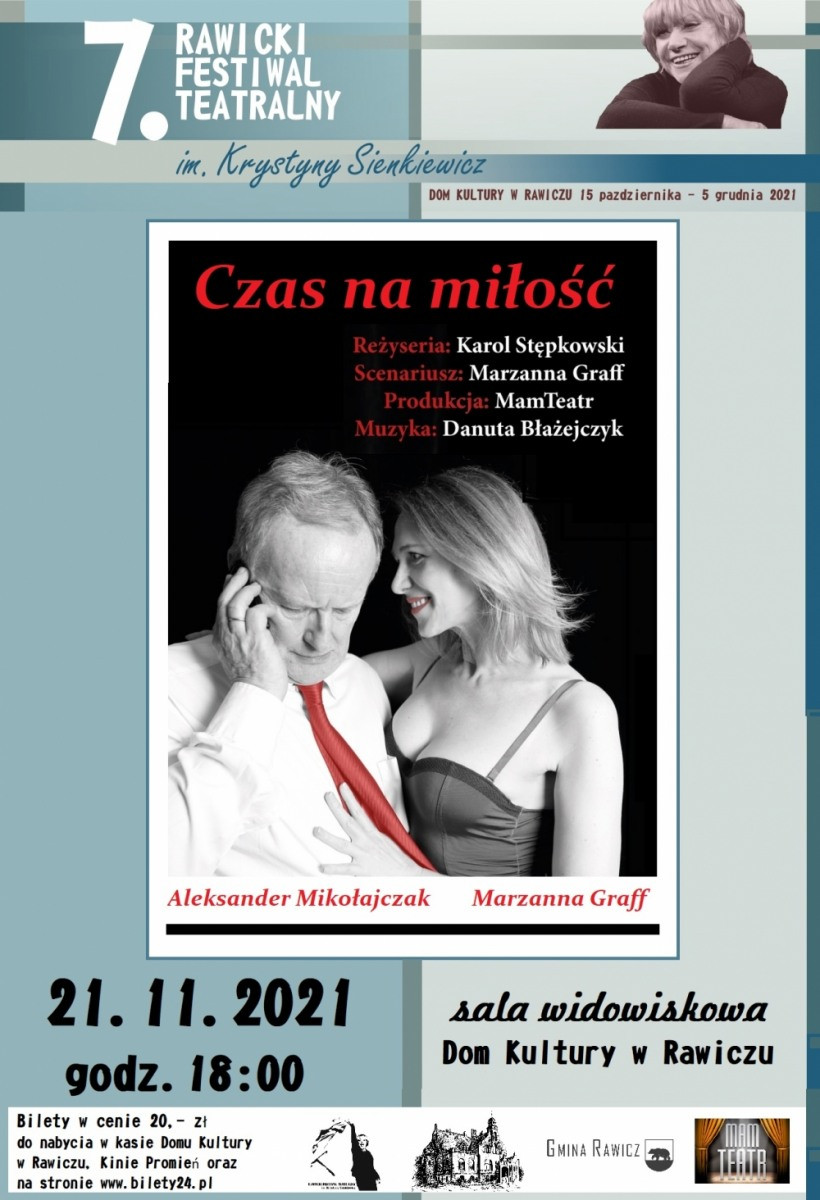 7.
RAWICKI
FESTIWAL
TEATRALNY
im. Krystyny Sienkiewicz
DOM KULTURY W RAWICZU 15 pazdziernika - 5 grudnia 2021
Czas na miłość
Reżyseria: Karol Stępkowski
Scenariusz: Marzanna Graff
Produkcja: MamTeatr
Muzyka: Danuta Błażejczyk
Aleksander Mikołajczak Marzanna Graff
21. 11. 2021
godz. 18:00
sala widowiskowa
Dom Kultury w Rawiczu
Bilety w cenie 20,- zł
do nabycia w kasie Domu Kultury
w Rawiczu, Kinie Promień oraz
na stronie www.bilety24.pl
GMINA RAWICZ
MAM
TEATR